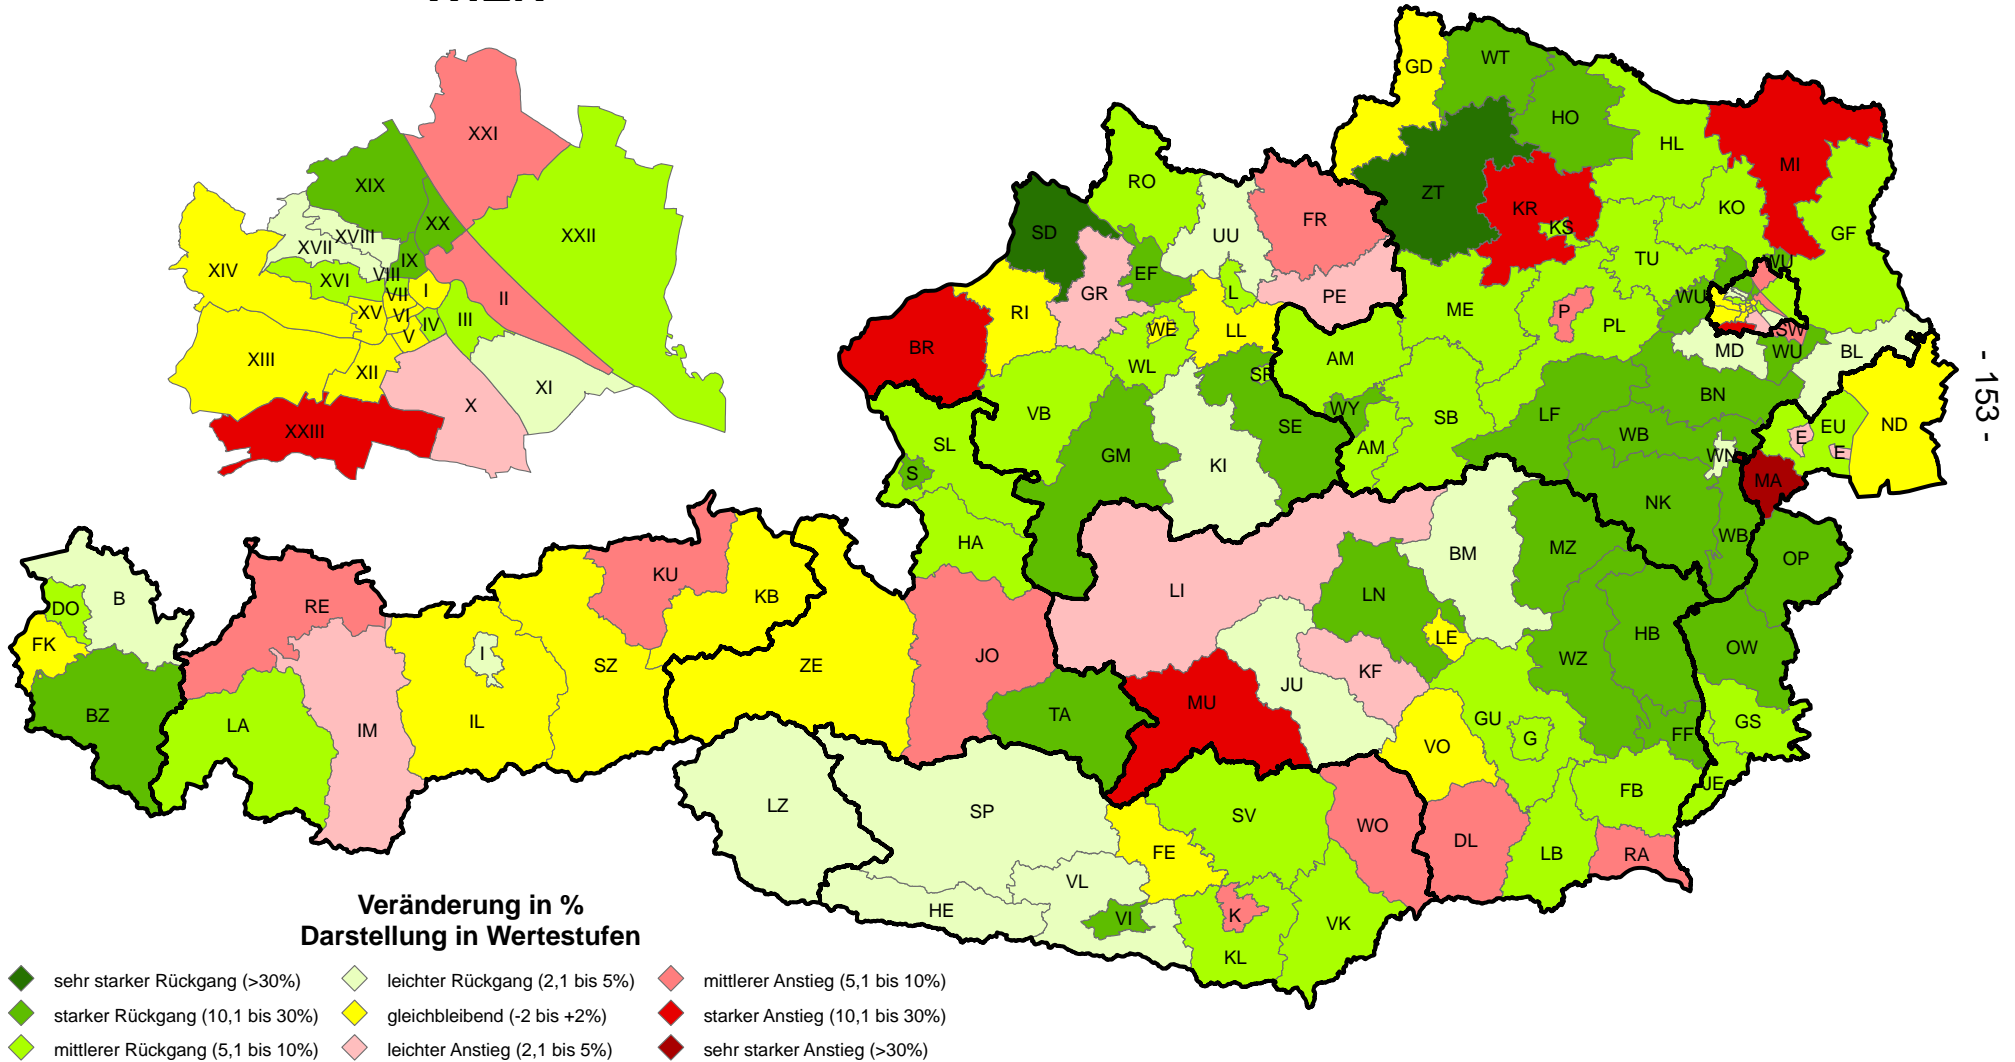 XXI
XIX
XX
XXII
XVIII
XVII
IX
XIV
XVI
VIII
VII
I
II
XV
VI
IV
III
V
XIII
XII
XI
X
XXIII
GD
WT
HO
HL
MI
RO
ZT
KR
KS
KO
GF
SD
UU
FR
TU
WU
EF
GR
L
PE
ME
P
PL
WU
RI
WE
LL
SW
BR
WL
AM
MD
WU
BL
SR
VB
WY
SB
LF
BN
ND
SL
GM
SE
AM
WB
EU
E
E
S
KI
WN
MA
NK
HA
BM
MZ
WB
OP
- 153 -
B
DO
RE
KU
KB
LI
LN
HB
FK
I
SZ
ZE
JO
LE
WZ
OW
BZ
LA
IM
IL
TA
MU
JU
KF
GU
G
VO
FF
GS
LZ
SP
SV
WO
DL
FB
JE
FE
LB
RA
VL
HE
VI
K
VK
KL
Veränderung in %
Darstellung in Wertestufen
sehr starker Rückgang (>30%)
starker Rückgang (10,1 bis 30%)
mittlerer Rückgang (5,1 bis 10%)
leichter Rückgang (2,1 bis 5%)
gleichbleibend (-2 bis +2%)
leichter Anstieg (2,1 bis 5%)
mittlerer Anstieg (5,1 bis 10%)
starker Anstieg (10,1 bis 30%)
sehr starker Anstieg (>30%)